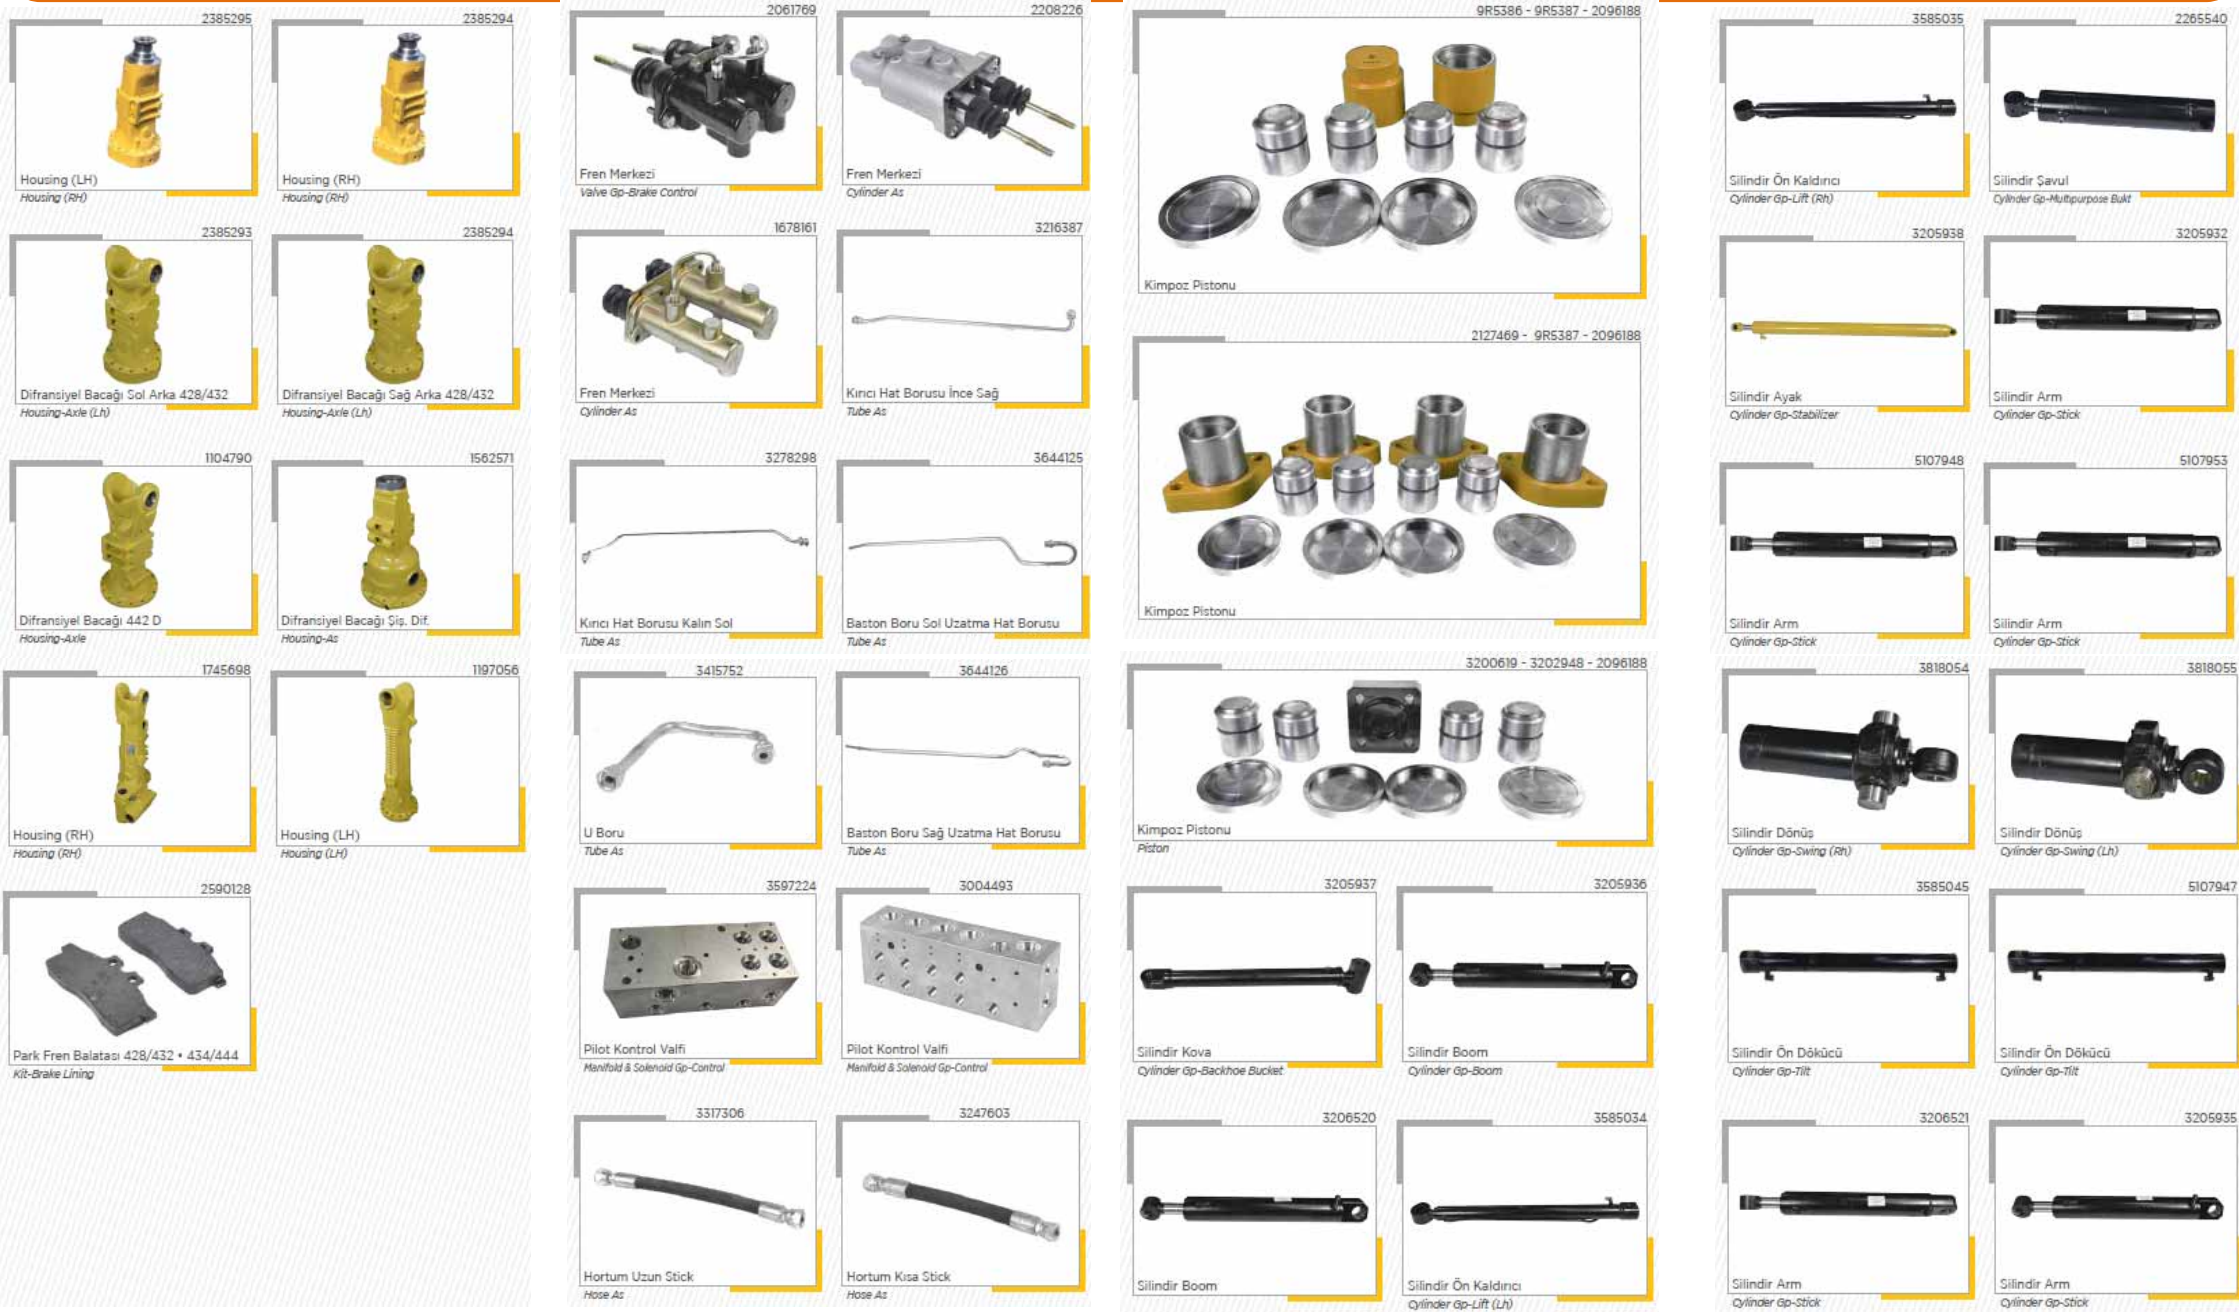 2385295
Housing (LH)
Housing (RH)
2385294
Housing (RH)
Housing (RH)
2385293
Difransiyel Bacağı Sol Arka 428/432
Housing-Axle (Lh)
2385294
Difransiyel Bacağı Sağ Arka 428/432
Housing-Axle (Lh)
1104790
Difransiyel Bacağı 442 D
Housing-Axle
1562571
Difransiyel Bacağı Şiş. Dif.
Housing-As
1745698
Housing (RH)
Housing (RH)
1197056
Housing (LH)
Housing (LH)
2590128
Park Fren Balatası 428/432 • 434/444
Kit-Brake Lining
2061769
Fren Merkezi
Valve Gp-Brake Control
2208226
Fren Merkezi
Cylinder As
1678161
Fren Merkezi
Cylinder As
3216387
Kırıcı Hat Borusu İnce Sağ
Tube As
3278298
Kırıcı Hat Borusu Kalın Sol
Tube As
3644125
Baston Boru Sol Uzatma Hat Borusu
Tube As
3415752
U Boru
Tube As
3644126
Baston Boru Sağ Uzatma Hat Borusu
Tube As
3597224
Pilot Kontrol Valfi
Manifold & Solenoid Gp-Control
3004493
Pilot Kontrol Valfi
Manifold & Solenoid Gp-Control
3317306
Hortum Uzun Stick
Hose As
3247603
Hortum Kısa Stick
Hose As
9R5386 - 9R5387 - 2096188
Kimpoz Pistonu
2127469 - 9R5387 - 2096188
Kimpoz Pistonu
3200619 - 3202948 - 2096188
Kimpoz Pistonu
Piston
3205937
Silindir Kova
Cylinder Gp-Backhoe Bucket
3205936
Silindir Boom
Cylinder Gp-Boom
3206520
Silindir Boom
3585034
Silindir Ön Kaldırıcı
Cylinder Gp-Lift (Lh)
3585035
Silindir Ön Kaldırıcı
Cylinder Gp-Lift (Rh)
2265540
Silindir Şavul
Cylinder Gp-Multipurpose Bukt
3205938
Silindir Ayak
Cylinder Gp-Stabilizer
3205932
Silindir Arm
Cylinder Gp-Stick
5107948
Silindir Arm
Cylinder Gp-Stick
5107953
Silindir Arm
Cylinder Gp-Stick
3818054
Silindir Dönüş
Cylinder Gp-Swing (Rh)
3818055
Silindir Dönüş
Cylinder Gp-Swing (Lh)
3585045
Silindir Ön Dökücü
Cylinder Gp-Tilt
5107947
Silindir Ön Dökücü
Cylinder Gp-Tilt
3206521
Silindir Arm
Cylinder Gp-Stick
3205935
Silindir Arm
Cylinder Gp-Stick